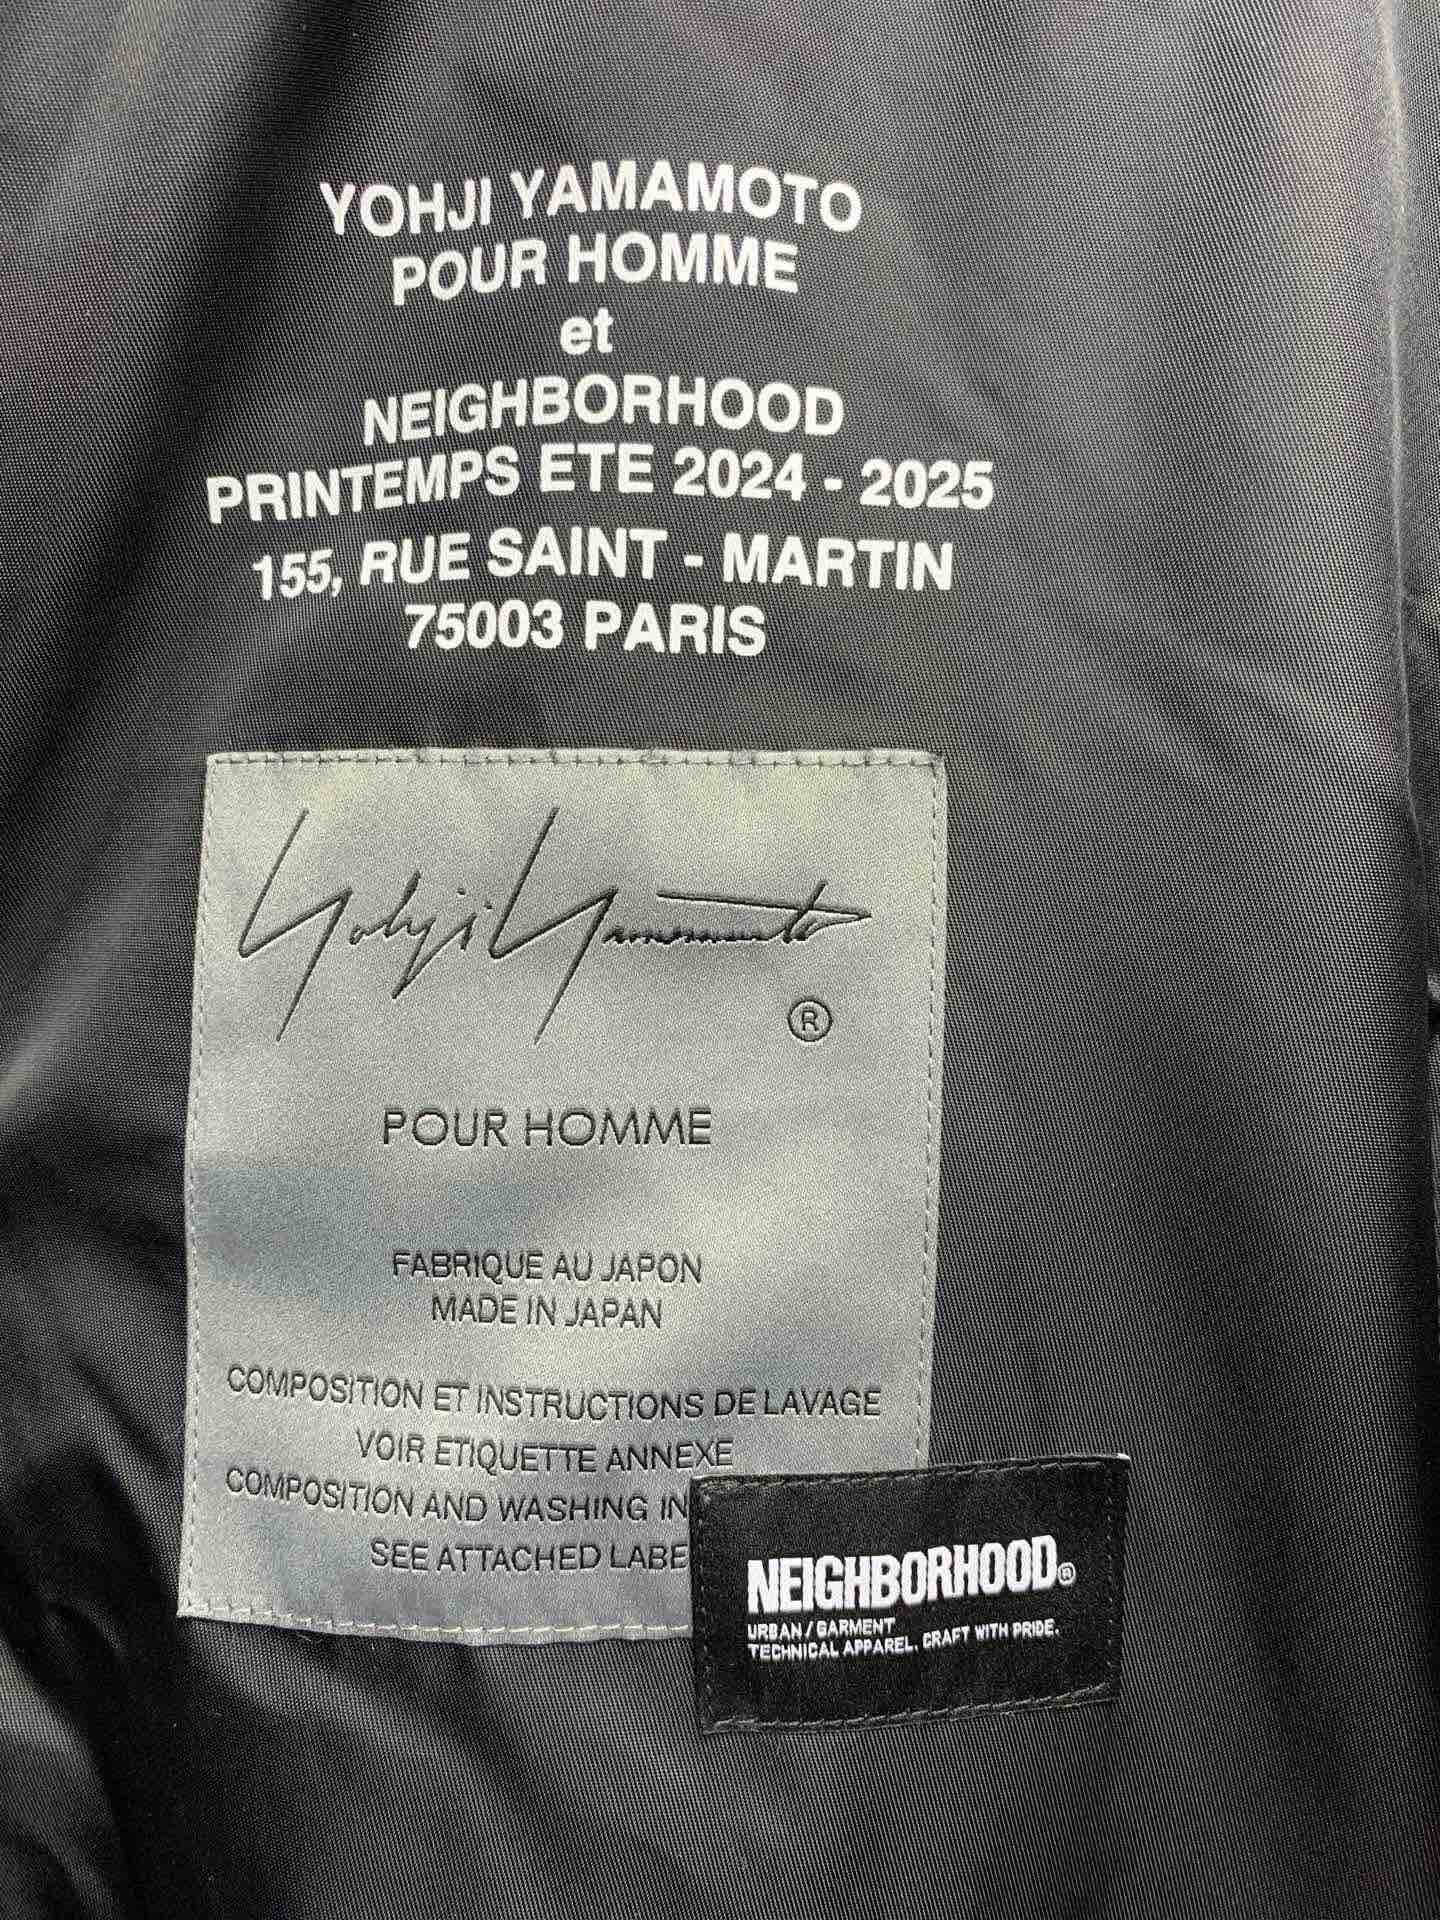 YOHJI YAMAMOTO
POUR HOMME
et
NEIGHBORHOOD
PRINTEMPS ETE 2024 - 2025
155, RUE SAINT - MARTIN
75003 PARIS
Yohji Yamamoto
®
POUR HOMME
FABRIQUE AU JAPON
MADE IN JAPAN
COMPOSITION ET INSTRUCTIONS DE LAVAGE
VOIR ETIQUETTE ANNEXE
COMPOSITION AND WASHING IN
SEE ATTACHED LABE
NEIGHBORHOOD®
URBAN / GARMENT
TECHNICAL APPAREL. CRAFT WITH PRIDE.